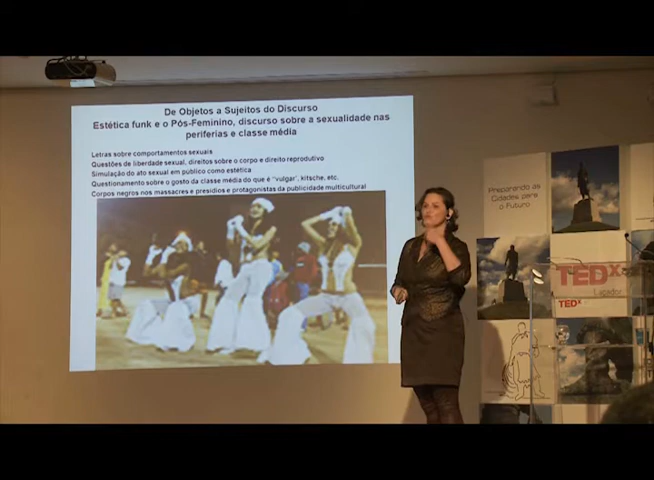 De Objetos a Sujeitos do Discurso
Estética funk e o Pós-Feminino, discurso sobre a sexualidade nas
periferias e classe média
Letras sobre comportamentos sexuais
Questões de liberdade sexual, direitos sobre o corpo e direito reprodutivo
Simulação do ato sexual em público como estética
Questionamento sobre o gosto da classe média do que é "vulgar', kitsche, etc.
Corpos negros nos massacres e presídios e protagonistas da publicidade multicultural
Preparando as
Cidades para
o Futuro
TEDx
Laçador
TEDx